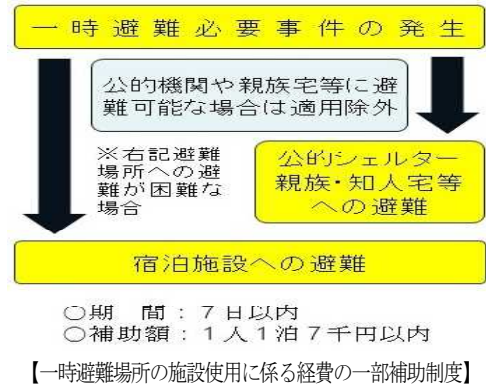 一時避難必要事件の発生
公的機関や親族宅等に避
難可能な場合は適用除外
※右記避難
場所への避
難が困難な
場合
公的シェルター
親族・知人宅等
への避難
宿泊施設への避難
○期　間：７日以内
○補助額：１人１泊７千円以内
【一時避難場所の施設使用に係る経費の一部補助制度】